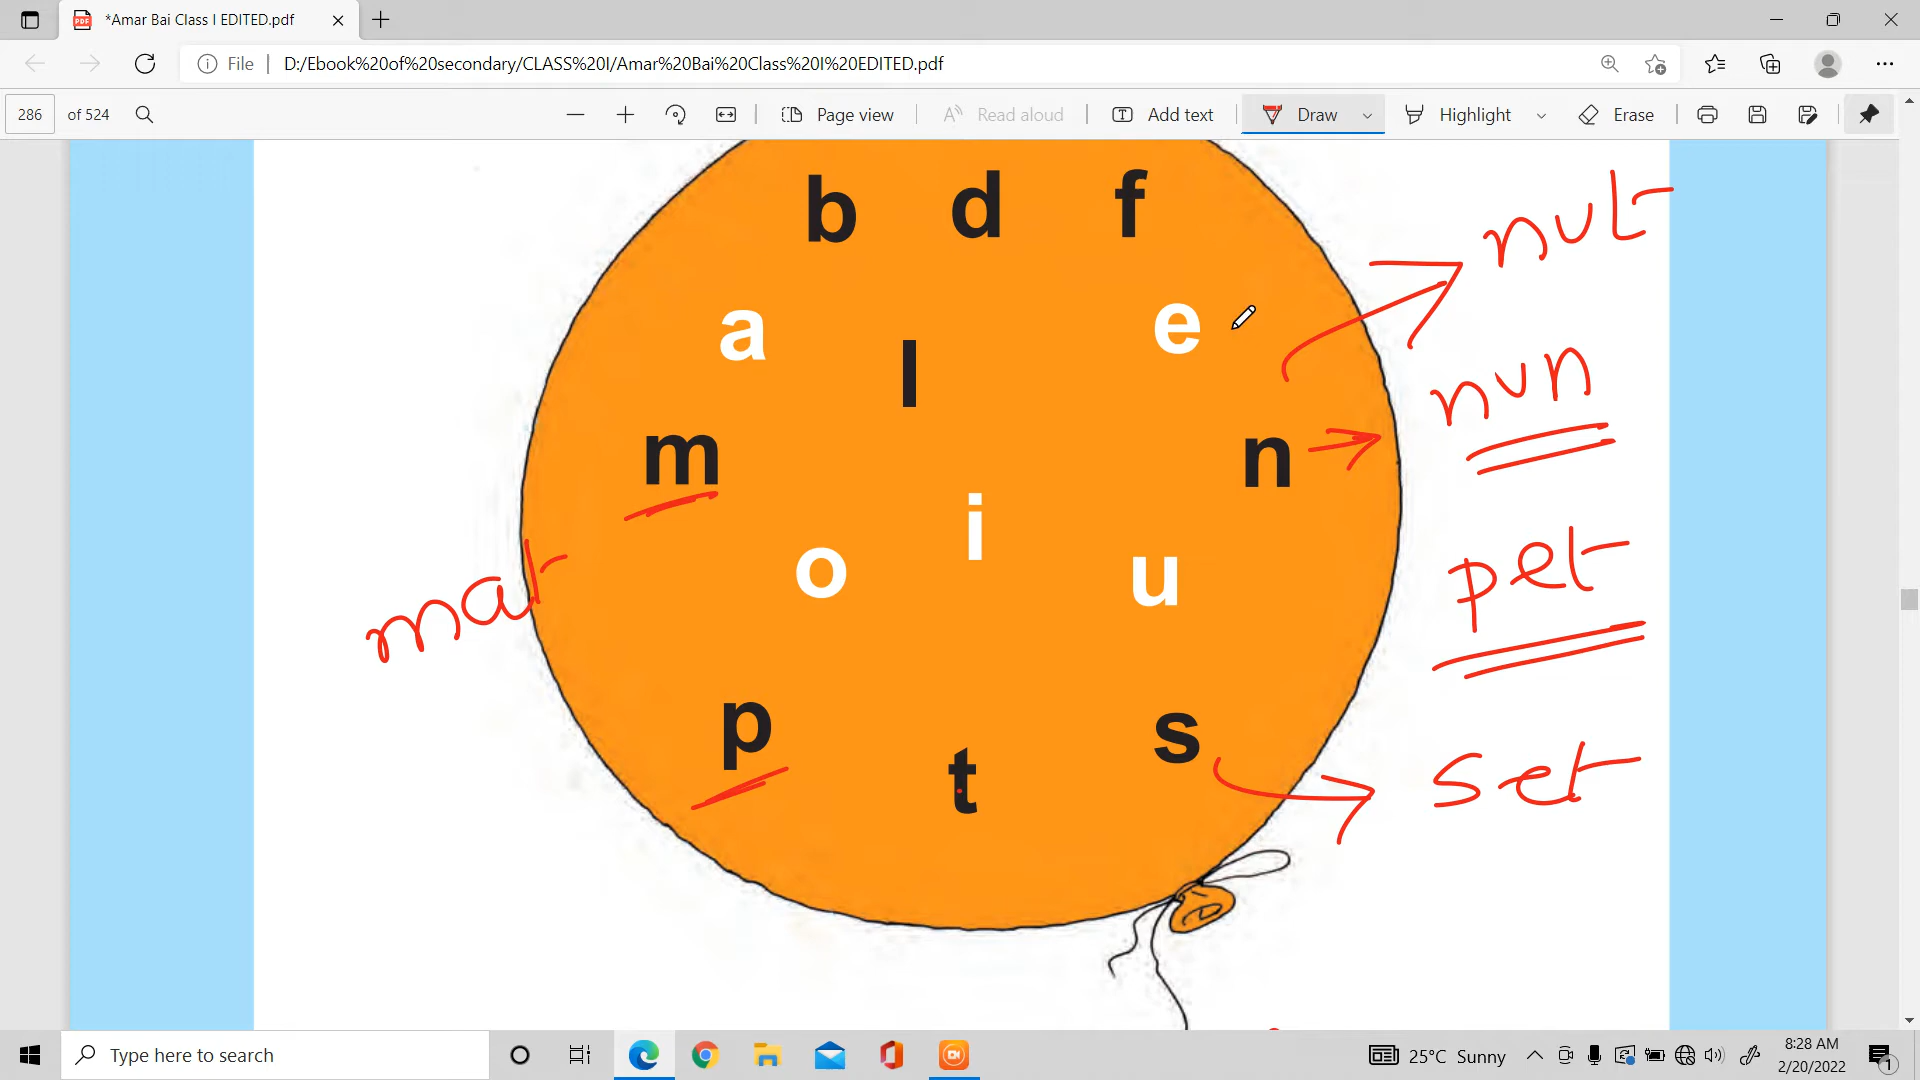 *Amar Bai Class I EDITED.pdf
File D:/Ebook%20of%20secondary/CLASS%20I/Amar%20Bai%20Class%20I%20EDITED.pdf
286 of 524 Page view Read aloud Add text Draw Highlight Erase
b d f
nut
a e
l
nun
m n
i
o u
pet
mat
p s
t
set
Type here to search
25°C Sunny
8:28 AM
2/20/2022
1